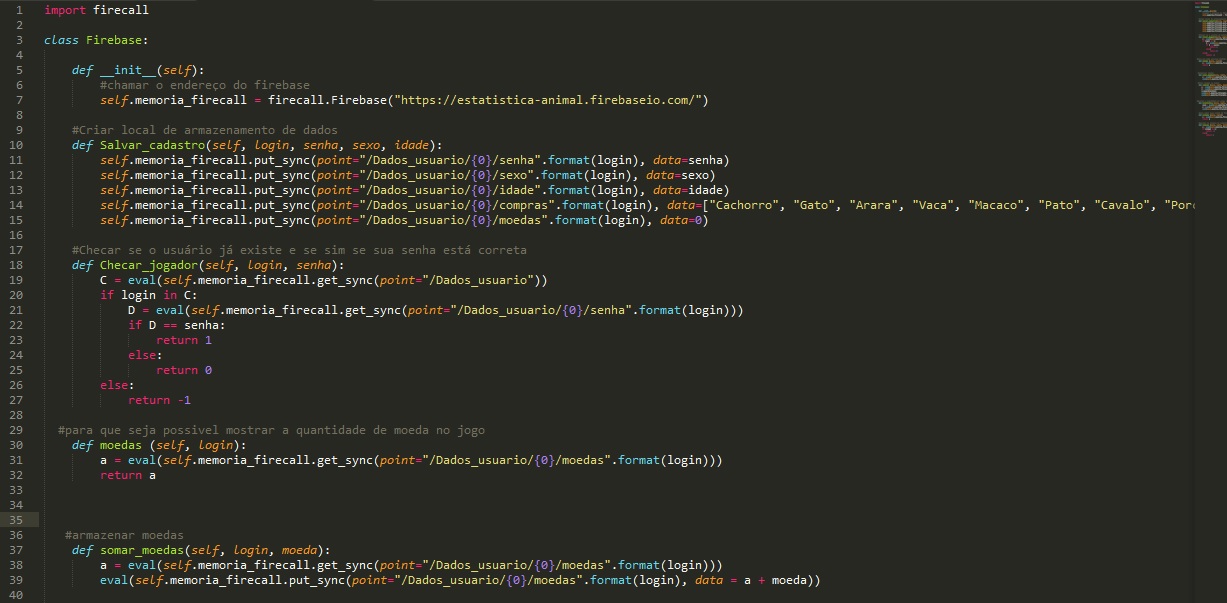 1 import firecall
2
3 class Firebase:
4
5     def __init__(self):
6         #chamar o endereço do firebase
7         self.memoria_firecall = firecall.Firebase("https://estatistica-animal.firebaseio.com/")
8
9     #Criar local de armazenamento de dados
10     def Salvar_cadastro(self, login, senha, sexo, idade):
11         self.memoria_firecall.put_sync(point="/Dados_usuario/{0}/senha".format(login), data=senha)
12         self.memoria_firecall.put_sync(point="/Dados_usuario/{0}/sexo".format(login), data=sexo)
13         self.memoria_firecall.put_sync(point="/Dados_usuario/{0}/idade".format(login), data=idade)
14         self.memoria_firecall.put_sync(point="/Dados_usuario/{0}/compras".format(login), data=["Cachorro", "Gato", "Arara", "Vaca", "Macaco", "Pato", "Cavalo", "Porc
15         self.memoria_firecall.put_sync(point="/Dados_usuario/{0}/moedas".format(login), data=0)
16
17     #Checar se o usuário já existe e se sim se sua senha está correta
18     def Checar_jogador(self, login, senha):
19         C = eval(self.memoria_firecall.get_sync(point="/Dados_usuario"))
20         if login in C:
21             D = eval(self.memoria_firecall.get_sync(point="/Dados_usuario/{0}/senha".format(login)))
22             if D == senha:
23                 return 1
24             else:
25                 return 0
26         else:
27             return -1
28
29   #para que seja possivel mostrar a quantidade de moeda no jogo
30     def moedas (self, login):
31         a = eval(self.memoria_firecall.get_sync(point="/Dados_usuario/{0}/moedas".format(login)))
32         return a
33
34
35
36    #armazenar moedas
37     def somar_moedas(self, login, moeda):
38         a = eval(self.memoria_firecall.get_sync(point="/Dados_usuario/{0}/moedas".format(login)))
39         eval(self.memoria_firecall.put_sync(point="/Dados_usuario/{0}/moedas".format(login), data = a + moeda))
40